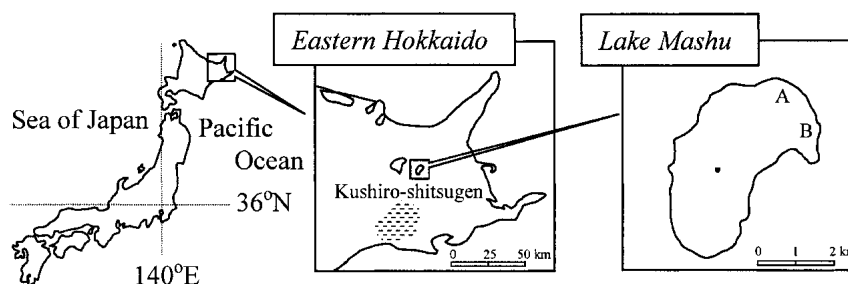 Eastern Hokkaido
Lake Mashu
Sea of Japan
Pacific
Ocean
36°N
140°E
Kushiro-shitsugen
0 25 50 km
A
B
0 1 2 km